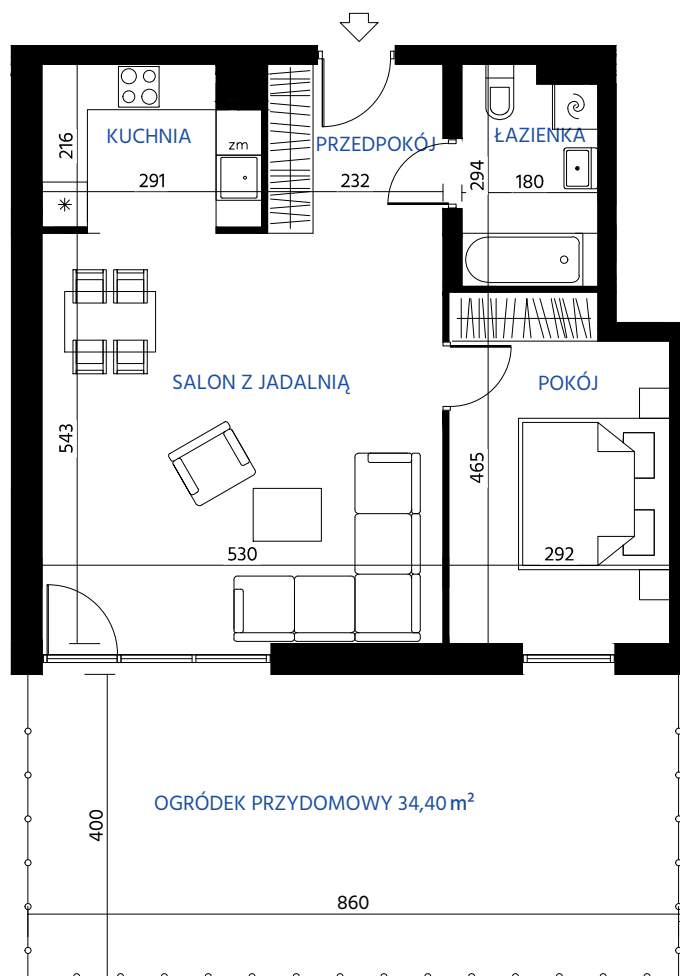 KUCHNIA
PRZEDPOKÓJ
ŁAZIENKA
zm
216
291
232
294
180
SALON Z JADALNIĄ
POKÓJ
543
465
530
292
OGRÓDEK PRZYDOMOWY 34,40 m²
400
860